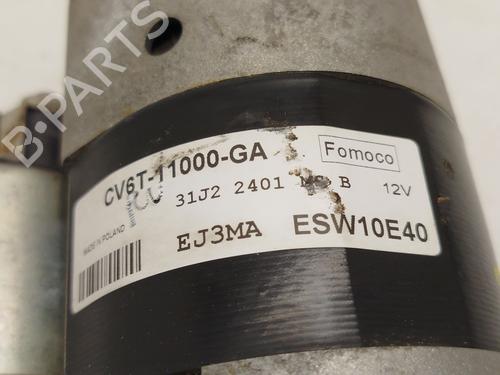 B-PARTS
CV6T-11000-GA
Fomoco
31J2 2401 B 12V
MADE IN POLAND
EJ3MA ESW10E40